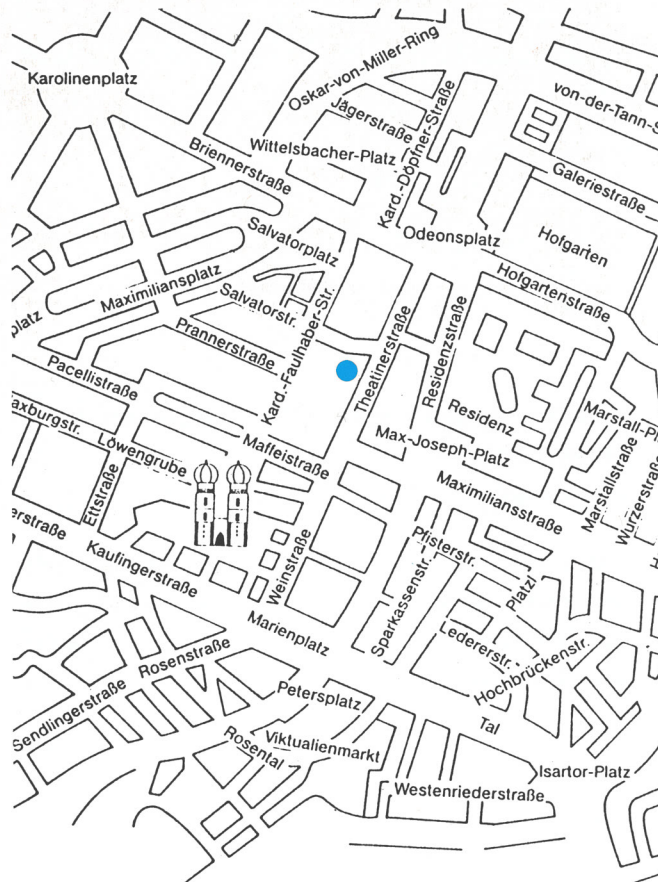 Karolinenplatz
Oskar-von-Miller-Ring
Jägerstraße
von-der-Tann-S
Wittelsbacher-Platz
Kard.-Döpfner-Straße
Briennerstraße
Galeriestraße
Salvatorplatz
Odeonsplatz
Hofgarten
Hofgartenstraße
Maximiliansplatz
platz
Salvatorstr.
Prannerstraße
Kard.-Faulhaber-Str.
Theatinerstraße
Residenzstraße
Pacellistraße
Residenz
Marstall-Pl
axburgstr.
Löwengrube
Maffeistraße
Max-Joseph-Platz
Maximiliansstraße
Marstallstraße
Wurzerstraße
Ettstraße
erstraße
Kaufingerstraße
Weinstraße
Pfisterstr.
Sparkassenstr.
Platzl
Marienplatz
Ledererstr.
Hochbrückenstr.
Rosenstraße
Sendlingerstraße
Petersplatz
Tal
Rosental
Viktualienmarkt
Isartor-Platz
Westenriederstraße